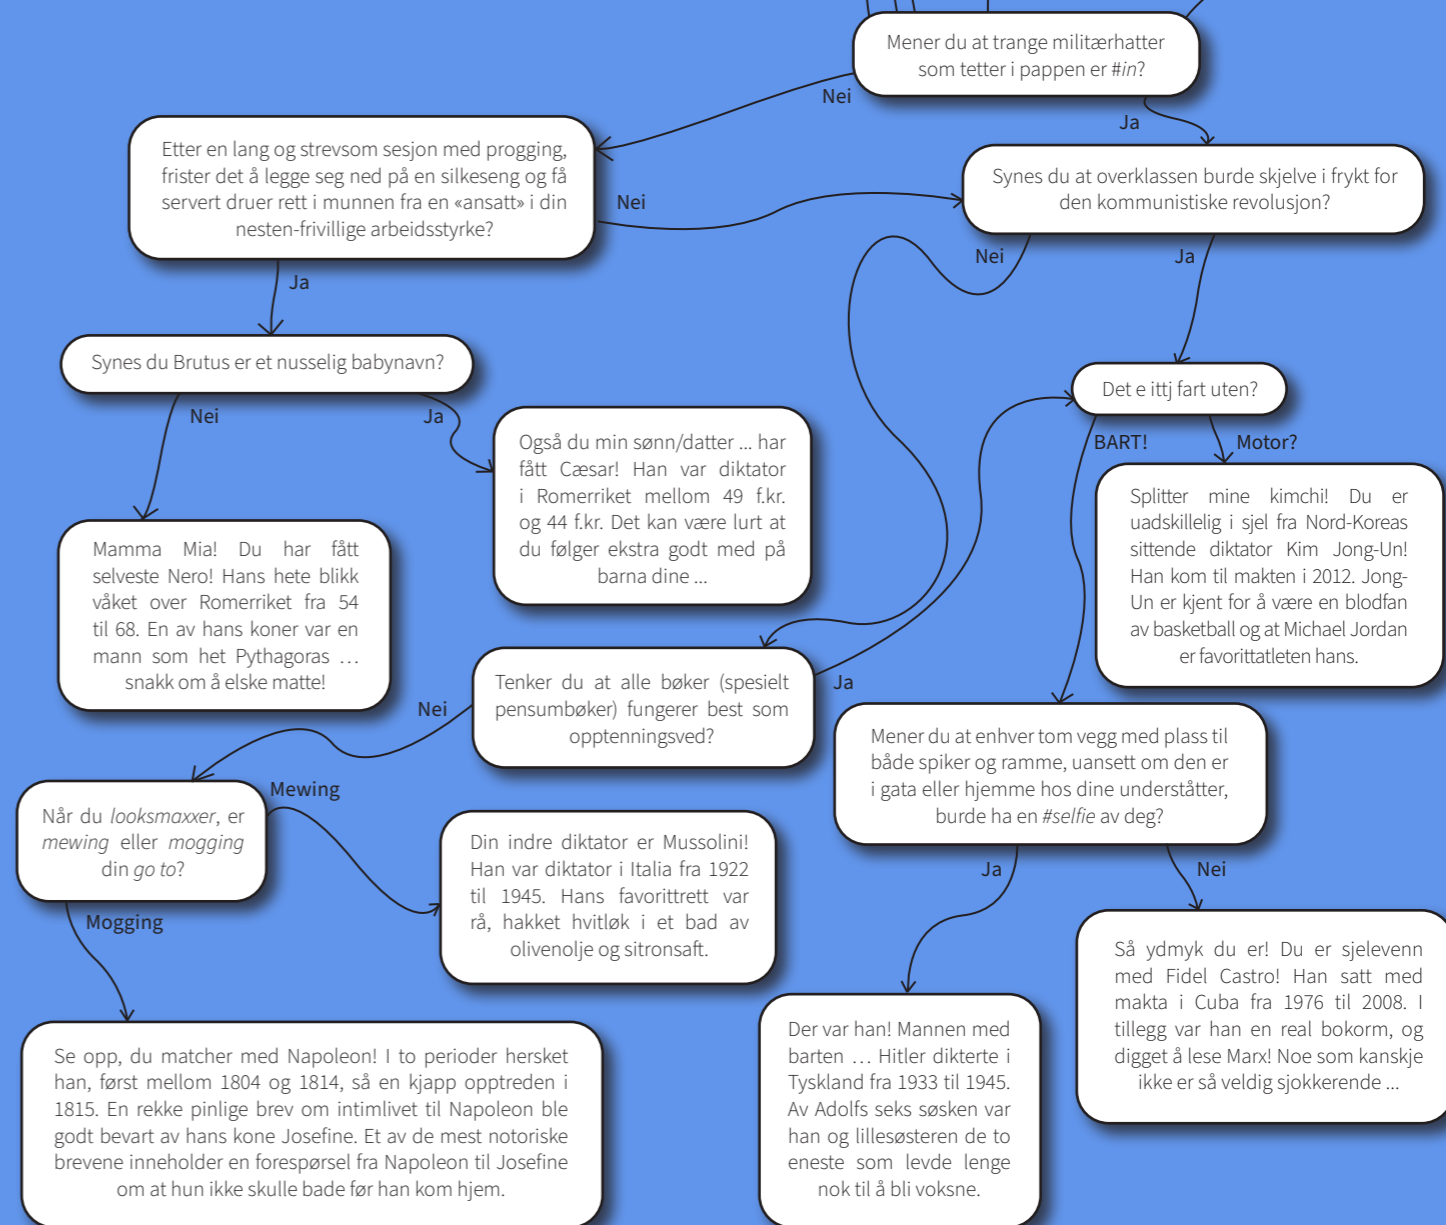 Mener du at trange militærhatter
som tetter i pappen er #in?
Nei
Ja
Etter en lang og strevsom sesjon med progging,
frister det å legge seg ned på en silkeseng og få
servert druer rett i munnen fra en «ansatt» i din
nesten-frivillige arbeidsstyrke?
Nei
Ja
Synes du at overklassen burde skjelve i frykt for
den kommunistiske revolusjon?
Nei
Ja
Synes du Brutus er et nusselig babynavn?
Nei
Ja
Det e ittj fart uten?
BART!
Motor?
Også du min sønn/datter ... har
fått Cæsar! Han var diktator
i Romerriket mellom 49 f.kr.
og 44 f.kr. Det kan være lurt at
du følger ekstra godt med på
barna dine ...
Splitter mine kimchi! Du er
uadskillelig i sjel fra Nord-Koreas
sittende diktator Kim Jong-Un!
Han kom til makten i 2012. Jong-
Un er kjent for å være en blodfan
av basketball og at Michael Jordan
er favorittatleten hans.
Mamma Mia! Du har fått
selveste Nero! Hans hete blikk
våket over Romerriket fra 54
til 68. En av hans koner var en
mann som het Pythagoras …
snakk om å elske matte!
Tenker du at alle bøker (spesielt
pensumbøker) fungerer best som
opptenningsved?
Ja
Nei
Mener du at enhver tom vegg med plass til
både spiker og ramme, uansett om den er
i gata eller hjemme hos dine underståtter,
burde ha en #selfie av deg?
Ja
Nei
Når du looksmaxxer, er
mewing eller mogging
din go to?
Mewing
Mogging
Din indre diktator er Mussolini!
Han var diktator i Italia fra 1922
til 1945. Hans favorittrett var
rå, hakket hvitløk i et bad av
olivenolje og sitronsaft.
Så ydmyk du er! Du er sjelevenn
med Fidel Castro! Han satt med
makta i Cuba fra 1976 til 2008. I
tillegg var han en real bokorm, og
digget å lese Marx! Noe som kanskje
ikke er så veldig sjokkerende ...
Der var han! Mannen med
barten … Hitler dikterte i
Tyskland fra 1933 til 1945.
Av Adolfs seks søsken var
han og lillesøsteren de to
eneste som levde lenge
nok til å bli voksne.
Se opp, du matcher med Napoleon! I to perioder hersket
han, først mellom 1804 og 1814, så en kjapp opptreden i
1815. En rekke pinlige brev om intimlivet til Napoleon ble
godt bevart av hans kone Josefine. Et av de mest notoriske
brevene inneholder en forespørsel fra Napoleon til Josefine
om at hun ikke skulle bade før han kom hjem.